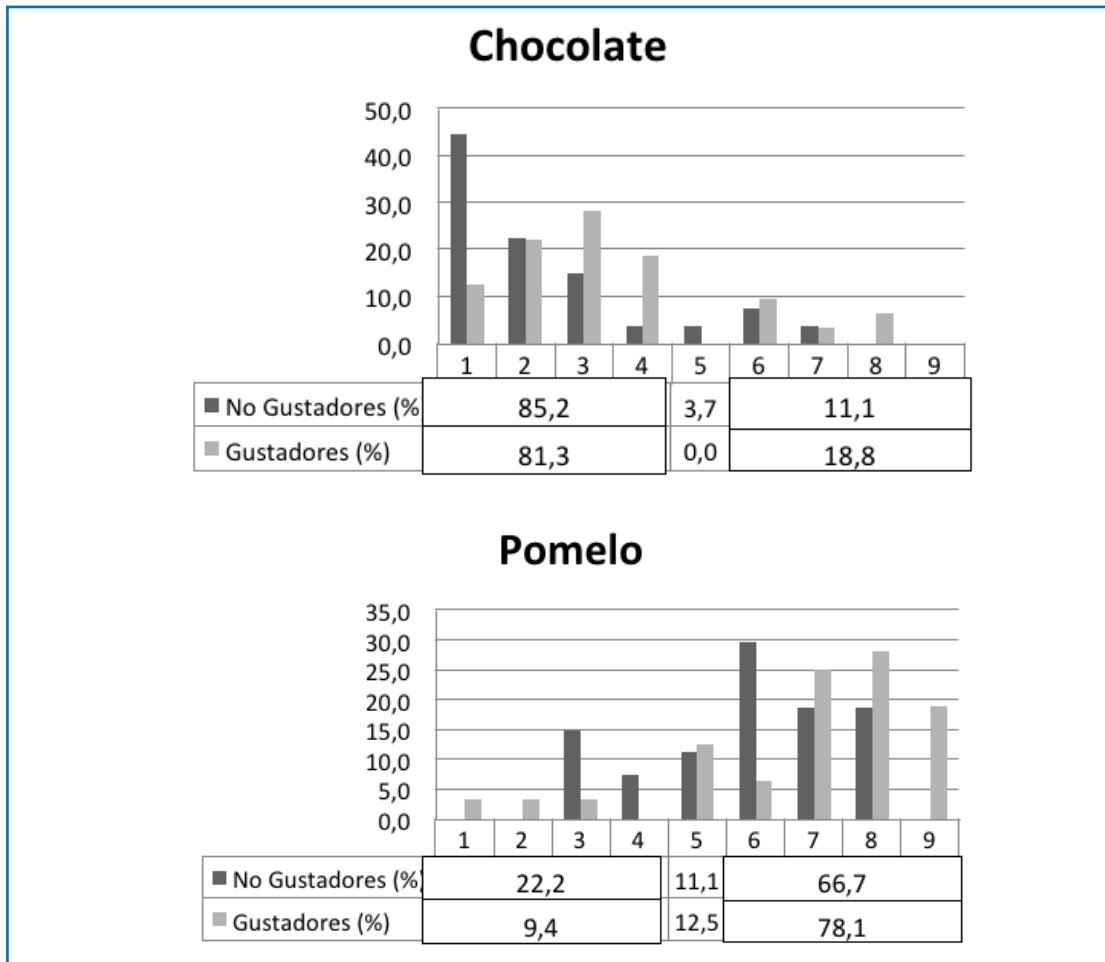 Chocolate
50,0
40,0
30,0
20,0
10,0
0,0
1 2 3 4 5 6 7 8 9
No Gustadores (%) 85,2 3,7 11,1
Gustadores (%) 81,3 0,0 18,8
Pomelo
35,0
30,0
25,0
20,0
15,0
10,0
5,0
0,0
1 2 3 4 5 6 7 8 9
No Gustadores (%) 22,2 11,1 66,7
Gustadores (%) 9,4 12,5 78,1